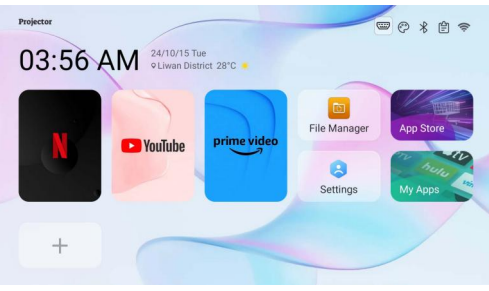 Projector
03:56 AM
24/10/15 Tue
Liwan District 28°C
N
YouTube
prime video
File Manager
App Store
Settings
hulu
My Apps